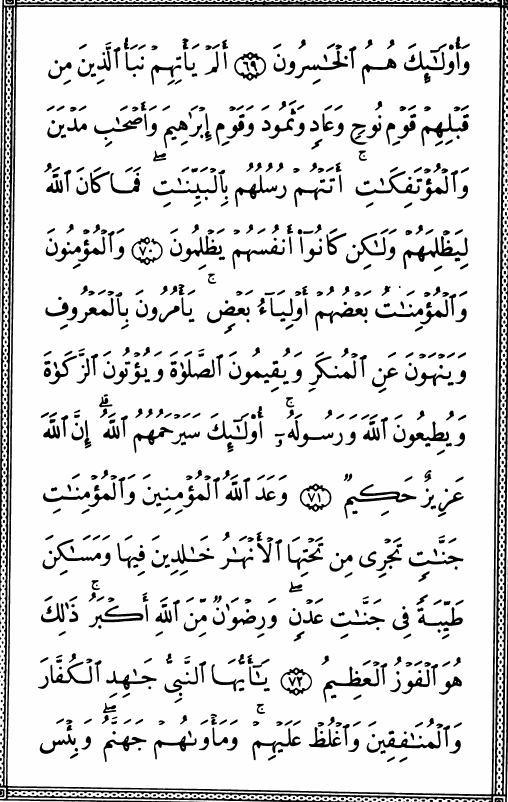 وَأُو۟لَـٰٓئِكَ هُمُ ٱلْخَـٰسِرُونَ ٦٩ أَلَمْ يَأْتِهِمْ نَبَأُ ٱلَّذِينَ مِن
قَبْلِهِمْ قَوْمِ نُوحٍ وَعَادٍ وَثَمُودَ وَقَوْمِ إِبْرَٰهِيمَ وَأَصْحَـٰبِ مَدْيَنَ
وَٱلْمُؤْتَفِكَـٰتِ ۚ أَتَتْهُمْ رُسُلُهُم بِٱلْبَيِّنَـٰتِ ۖ فَمَا كَانَ ٱللَّهُ
لِيَظْلِمَهُمْ وَلَـٰكِن كَانُوٓا۟ أَنفُسَهُمْ يَظْلِمُونَ ٧٠ وَٱلْمُؤْمِنُونَ
وَٱلْمُؤْمِنَـٰتُ بَعْضُهُمْ أَوْلِيَآءُ بَعْضٍ ۚ يَأْمُرُونَ بِٱلْمَعْرُوفِ
وَيَنْهَوْنَ عَنِ ٱلْمُنكَرِ وَيُقِيمُونَ ٱلصَّلَوٰةَ وَيُؤْتُونَ ٱلزَّكَوٰةَ
وَيُطِيعُونَ ٱللَّهَ وَرَسُولَهُۥٓ ۚ أُو۟لَـٰٓئِكَ سَيَرْحَمُهُمُ ٱللَّهُ ۗ إِنَّ ٱللَّهَ
عَزِيزٌ حَكِيمٌ ٧١ وَعَدَ ٱللَّهُ ٱلْمُؤْمِنِينَ وَٱلْمُؤْمِنَـٰتِ
جَنَّـٰتٍ تَجْرِى مِن تَحْتِهَا ٱلْأَنْهَـٰرُ خَـٰلِدِينَ فِيهَا وَمَسَـٰكِنَ
طَيِّبَةً فِى جَنَّـٰتِ عَدْنٍ ۚ وَرِضْوَٰنٌ مِّنَ ٱللَّهِ أَكْبَرُ ۚ ذَٰلِكَ
هُوَ ٱلْفَوْزُ ٱلْعَظِيمُ ٧٢ يَـٰٓأَيُّهَا ٱلنَّبِىُّ جَـٰهِدِ ٱلْكُفَّارَ
وَٱلْمُنَـٰفِقِينَ وَٱغْلُظْ عَلَيْهِمْ ۚ وَمَأْوَىٰهُمْ جَهَنَّمُ ۖ وَبِئْسَ